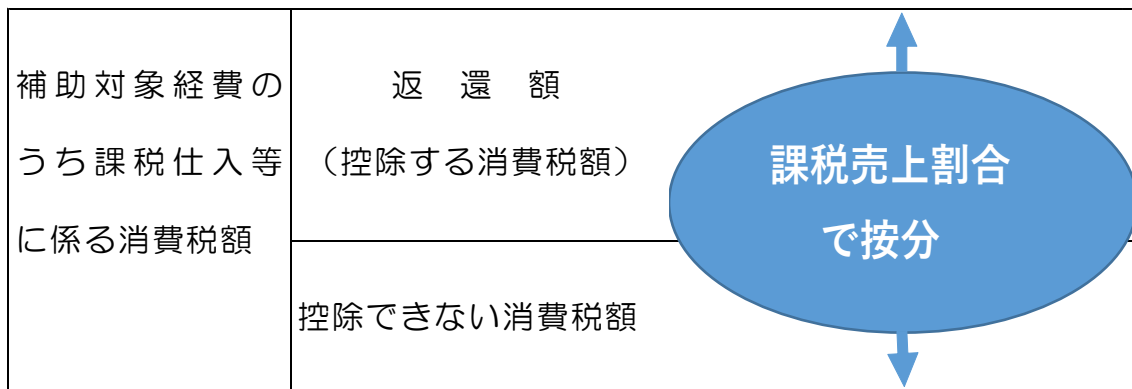 補助対象経費の
うち課税仕入等
に係る消費税額
返還額
（控除する消費税額）
控除できない消費税額
課税売上割合
で按分